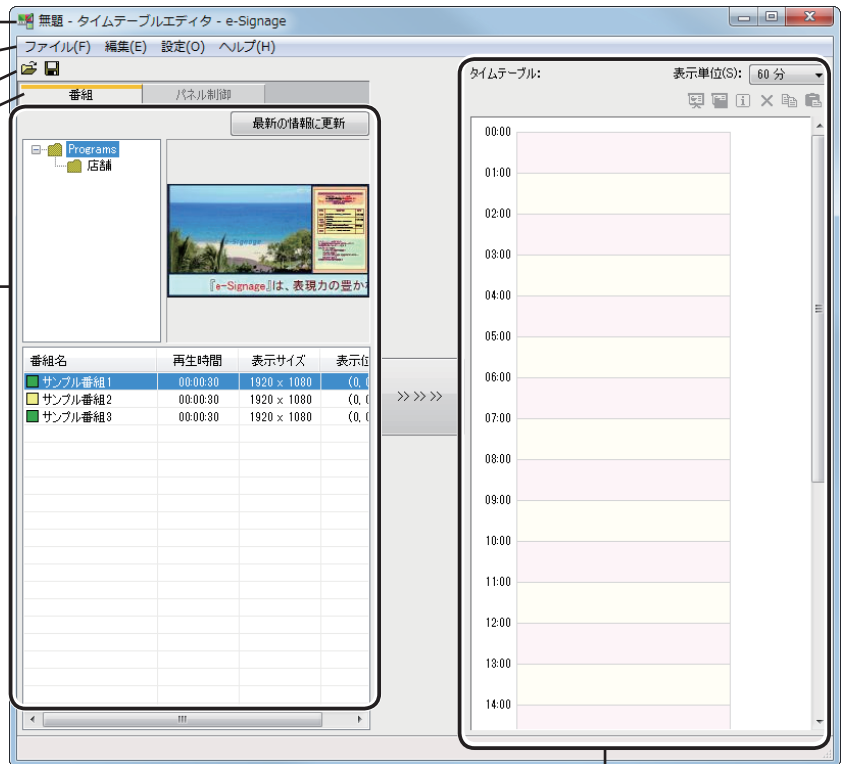 無題 - タイムテーブルエディタ - e-Signage
ファイル(F) 編集(E) 設定(O) ヘルプ(H)
番組 パネル制御
最新の情報に更新
Programs
店舗
e-Signage
『e-Signage』は、表現力の豊か
番組名 再生時間 表示サイズ 表示位
サンプル番組1 00:00:30 1920 x 1080 (0, 0
サンプル番組2 00:00:30 1920 x 1080 (0, 0
サンプル番組3 00:00:30 1920 x 1080 (0, 0
>> >> >>
タイムテーブル: 表示単位(S): 60 分
00:00
01:00
02:00
03:00
04:00
05:00
06:00
07:00
08:00
09:00
10:00
11:00
12:00
13:00
14:00